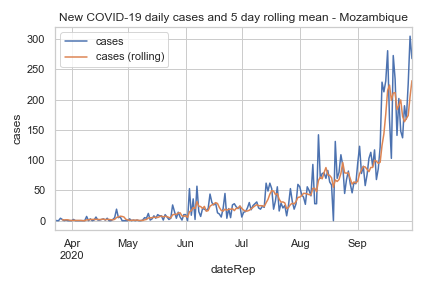 New COVID-19 daily cases and 5 day rolling mean - Mozambique
cases
cases (rolling)
300
250
200
150
100
50
0
cases
Apr
2020
May
Jun
Jul
Aug
Sep
dateRep